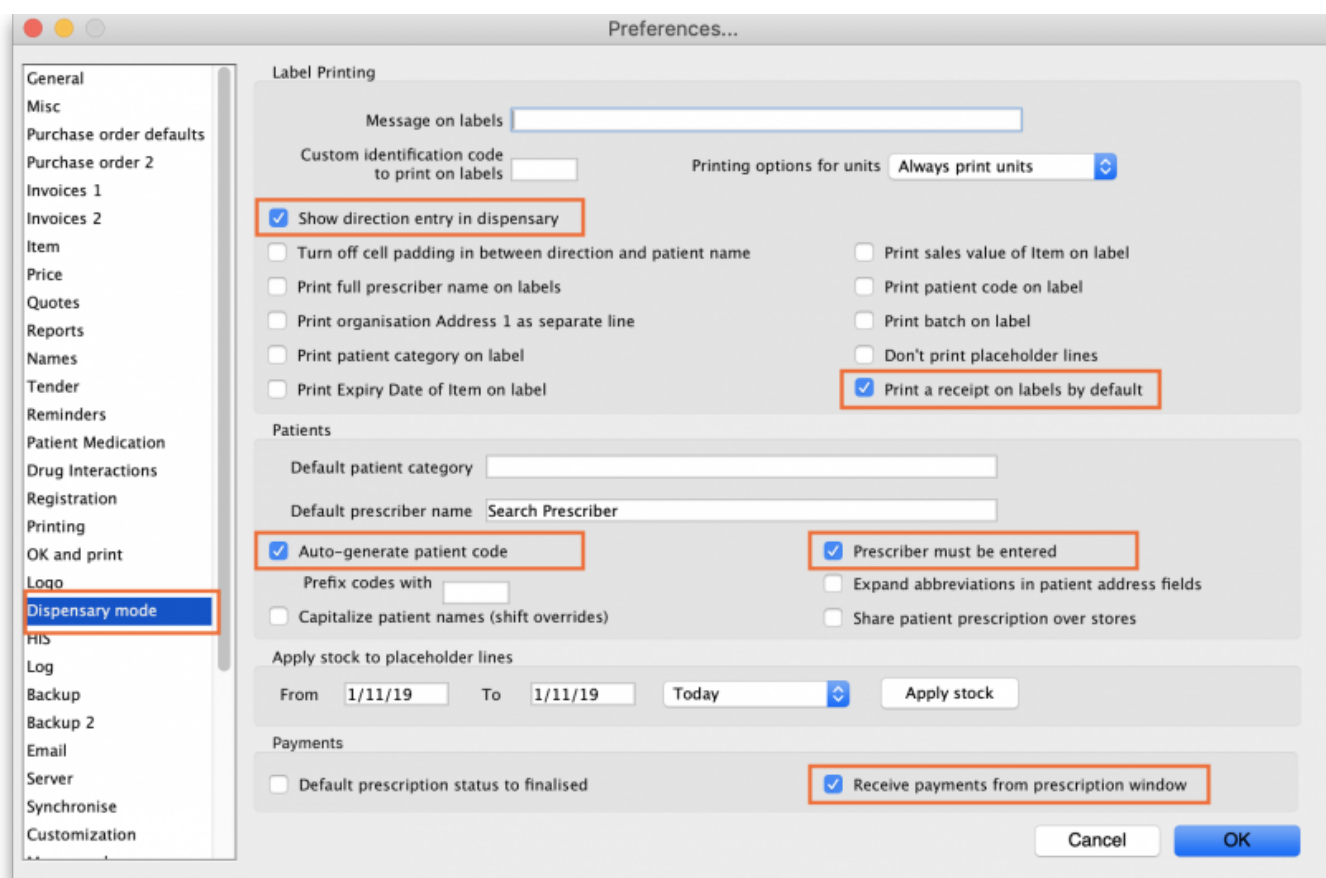 Preferences...
General
Misc
Purchase order defaults
Purchase order 2
Invoices 1
Invoices 2
Item
Price
Quotes
Reports
Names
Tender
Reminders
Patient Medication
Drug Interactions
Registration
Printing
OK and print
Logo
Dispensary mode
HIS
Log
Backup
Backup 2
Email
Server
Synchronise
Customization
Label Printing
Message on labels
Custom identification code
to print on labels
Printing options for units Always print units
Show direction entry in dispensary
Turn off cell padding in between direction and patient name
Print sales value of Item on label
Print full prescriber name on labels
Print patient code on label
Print organisation Address 1 as separate line
Print batch on label
Print patient category on label
Don't print placeholder lines
Print Expiry Date of Item on label
Print a receipt on labels by default
Patients
Default patient category
Default prescriber name Search Prescriber
Auto-generate patient code
Prescriber must be entered
Prefix codes with
Expand abbreviations in patient address fields
Capitalize patient names (shift overrides)
Share patient prescription over stores
Apply stock to placeholder lines
From 1/11/19 To 1/11/19 Today Apply stock
Payments
Default prescription status to finalised
Receive payments from prescription window
Cancel OK